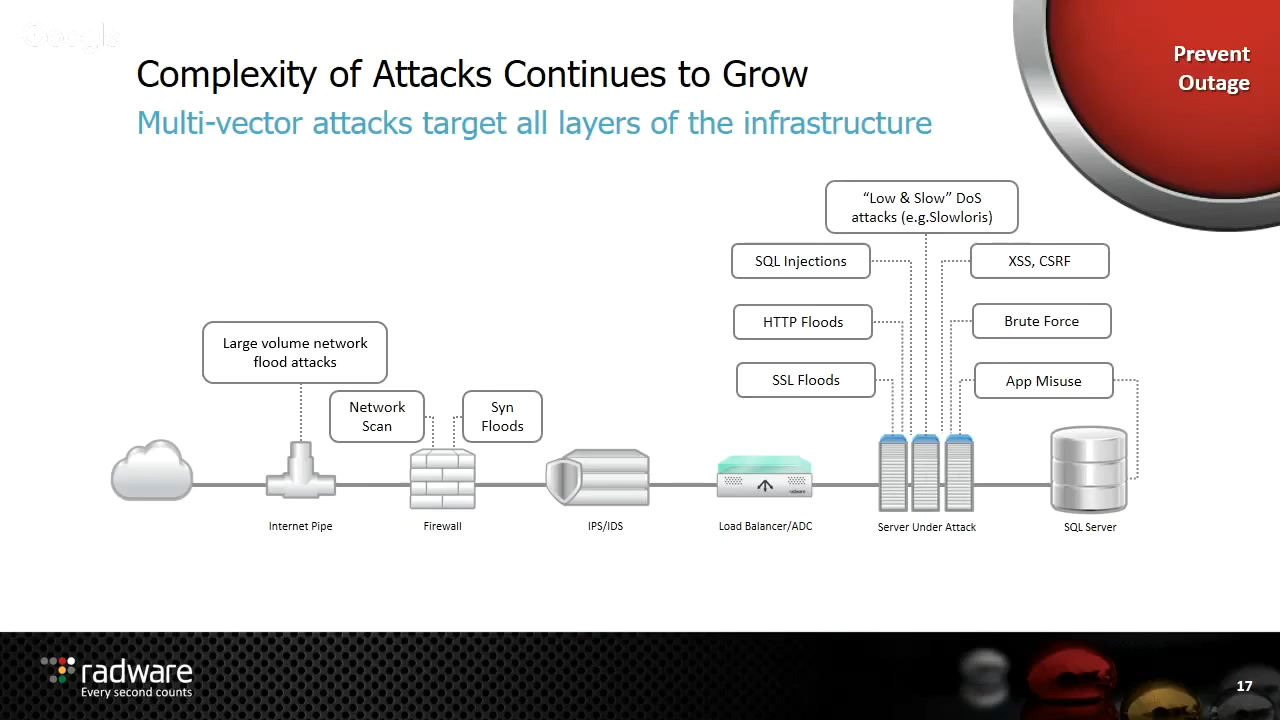 Google
Prevent
Outage
Complexity of Attacks Continues to Grow
Multi-vector attacks target all layers of the infrastructure
“Low & Slow” DoS
attacks (e.g.Slowloris)
SQL Injections
XSS, CSRF
HTTP Floods
Brute Force
Large volume network
flood attacks
SSL Floods
App Misuse
Network
Scan
Syn
Floods
radware
Internet Pipe
Firewall
IPS/IDS
Load Balancer/ADC
Server Under Attack
SQL Server
radware
Every second counts
17